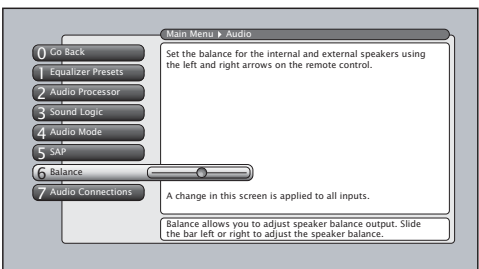 Main Menu ▸ Audio
0 Go Back
1 Equalizer Presets
2 Audio Processor
3 Sound Logic
4 Audio Mode
5 SAP
6 Balance
7 Audio Connections
Set the balance for the internal and external speakers using
the left and right arrows on the remote control.
A change in this screen is applied to all inputs.
Balance allows you to adjust speaker balance output. Slide
the bar left or right to adjust the speaker balance.